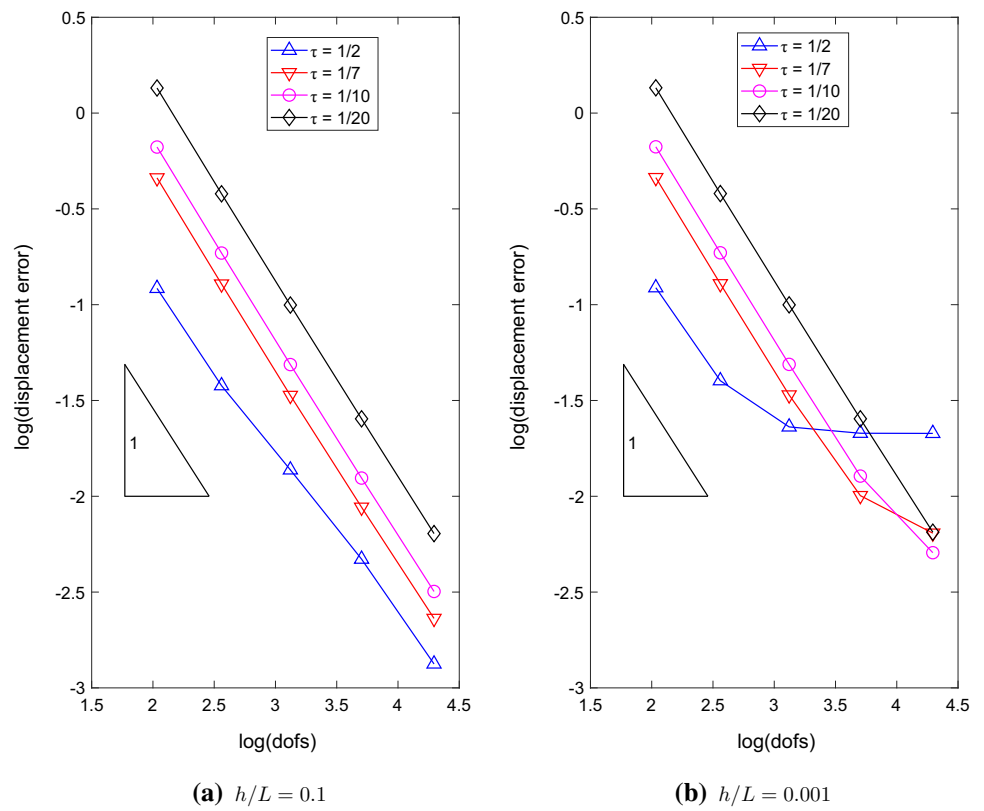 0.5
0
-0.5
-1
-1.5
-2
-2.5
-3
1.5 2 2.5 3 3.5 4 4.5
log(displacement error)
log(dofs)
τ = 1/2
τ = 1/7
τ = 1/10
τ = 1/20
1
(a) h/L = 0.1
0.5
0
-0.5
-1
-1.5
-2
-2.5
-3
1.5 2 2.5 3 3.5 4 4.5
log(displacement error)
log(dofs)
τ = 1/2
τ = 1/7
τ = 1/10
τ = 1/20
1
(b) h/L = 0.001